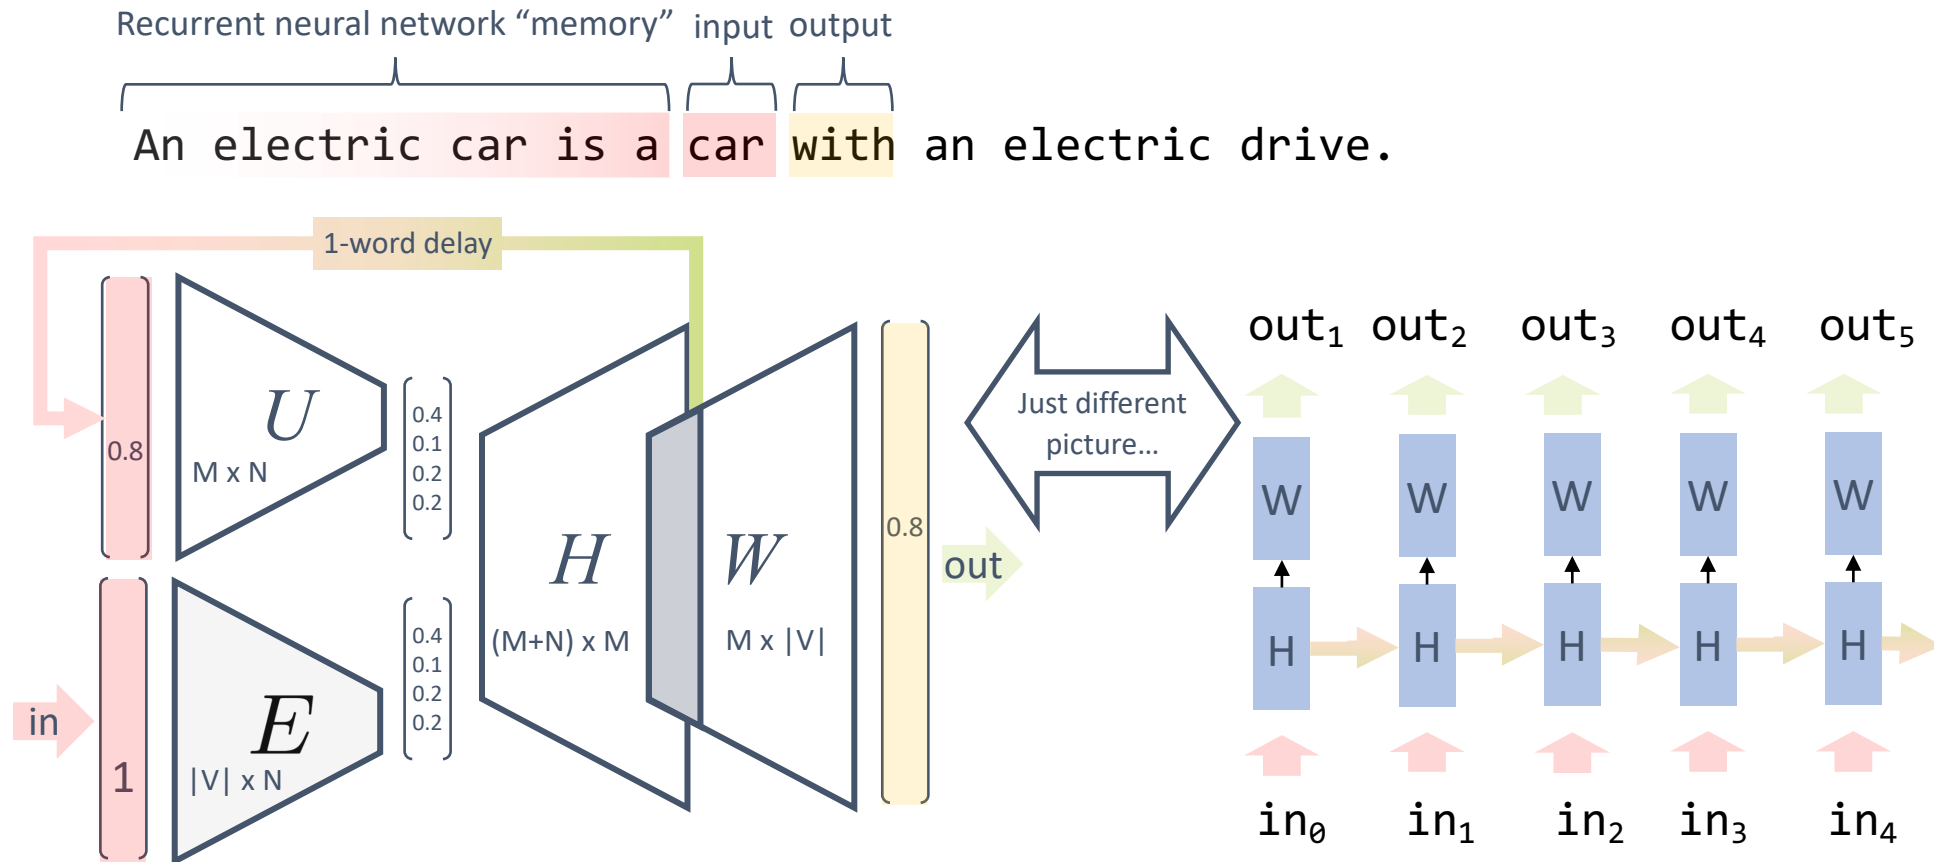 Recurrent neural network “memory” input output
An electric car is a car with an electric drive.
1-word delay
0.8
U
M x N
0.4
0.1
0.2
0.2
in
1
E
|V| x N
0.4
0.1
0.2
0.2
H
(M+N) x M
W
M x |V|
0.8
out
Just different
picture...
out₁ out₂ out₃ out₄ out₅
W W W W W
H H H H H
in₀ in₁ in₂ in₃ in₄